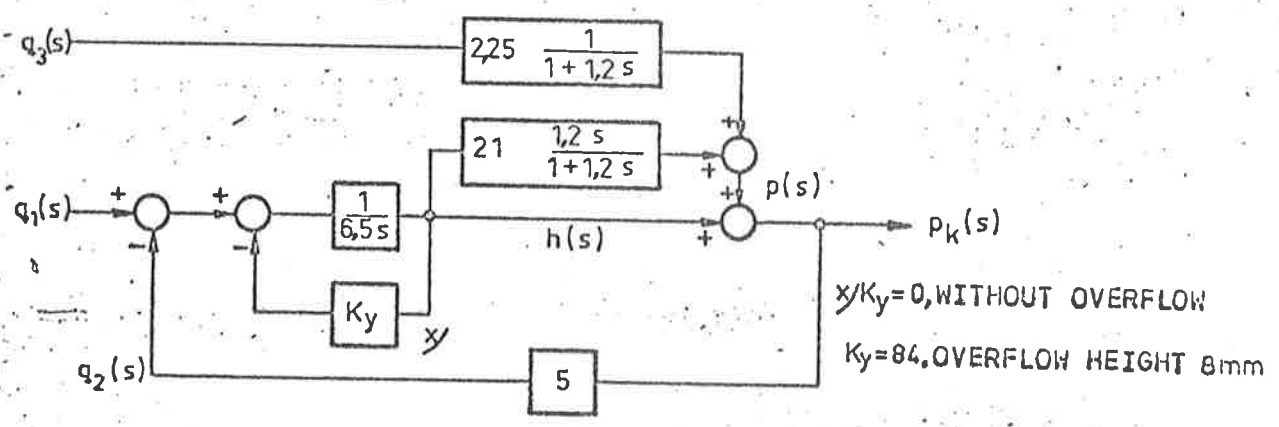 q₃(s)
2,25 1/(1+1,2 s)
21 1,2 s/(1+1,2 s)
+
+
+
p(s)
q₁(s)
+
-
+
-
1/6,5 s
h(s)
+
pₖ(s)
Ky
x/
x/Ky=0,WITHOUT OVERFLOW
Ky=84.OVERFLOW HEIGHT 8mm
q₂(s)
5